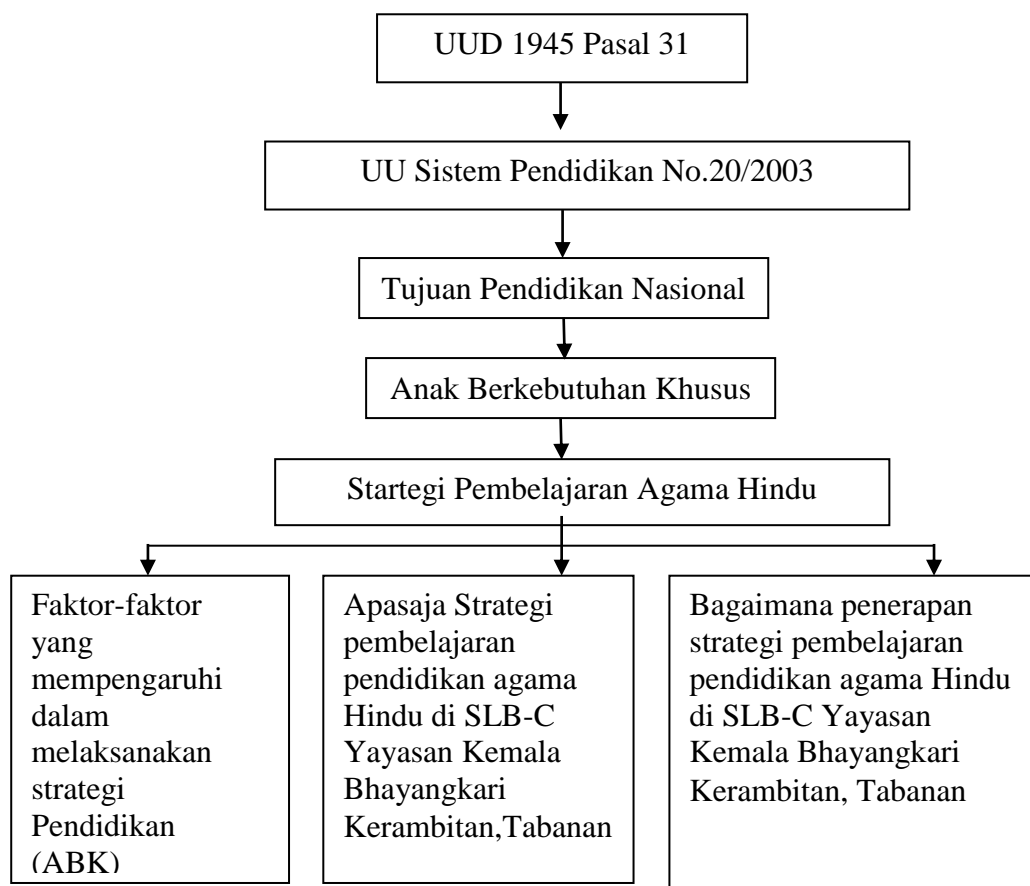 UUD 1945 Pasal 31
UU Sistem Pendidikan No.20/2003
Tujuan Pendidikan Nasional
Anak Berkebutuhan Khusus
Startegi Pembelajaran Agama Hindu
Faktor-faktor
yang
mempengaruhi
dalam
melaksanakan
strategi
Pendidikan
(ABK)
Apasaja Strategi
pembelajaran
pendidikan agama
Hindu di SLB-C
Yayasan Kemala
Bhayangkari
Kerambitan,Tabanan
Bagaimana penerapan
strategi pembelajaran
pendidikan agama Hindu
di SLB-C Yayasan
Kemala Bhayangkari
Kerambitan, Tabanan